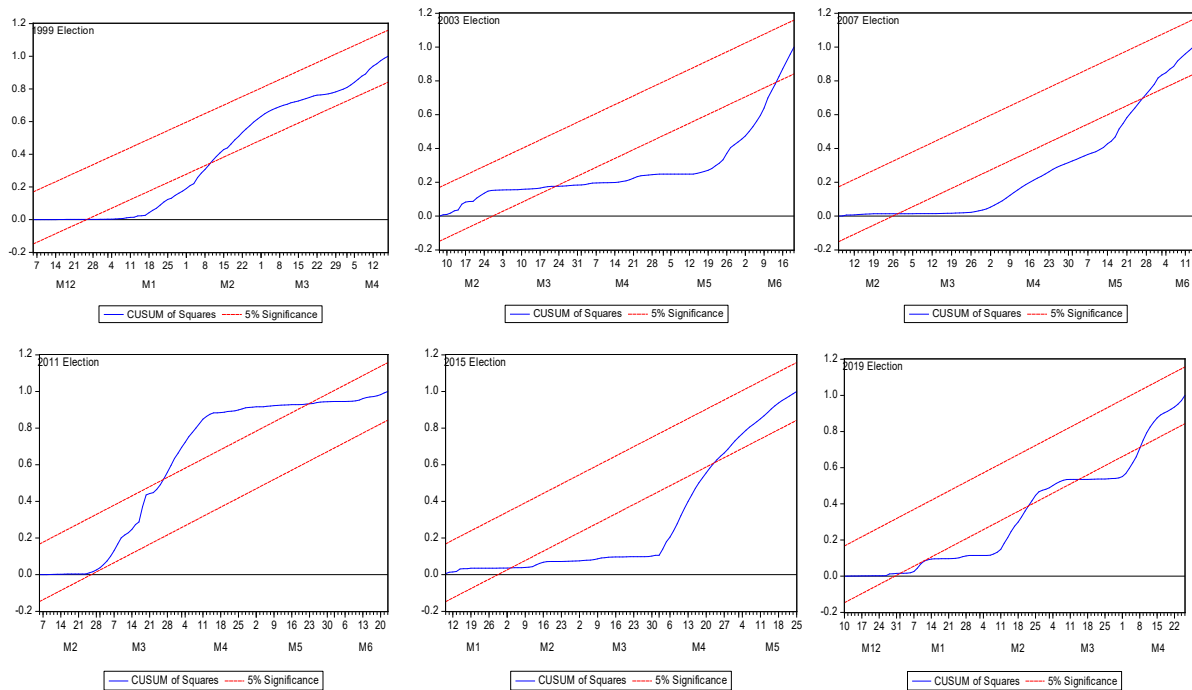 1999 Election
1.2
1.0
0.8
0.6
0.4
0.2
0.0
-0.2
7 14 21 28 4 11 18 25 1 8 15 22 1 8 15 22 29 5 12
M12 M1 M2 M3 M4
CUSUM of Squares 5% Significance
2003 Election
1.2
1.0
0.8
0.6
0.4
0.2
0.0
-0.2
10 17 24 3 10 17 24 31 7 14 21 28 5 12 19 26 2 9 16
M2 M3 M4 M5 M6
CUSUM of Squares 5% Significance
2007 Election
1.2
1.0
0.8
0.6
0.4
0.2
0.0
-0.2
12 19 26 5 12 19 26 2 9 16 23 30 7 14 21 28 4 11
M2 M3 M4 M5 M6
CUSUM of Squares 5% Significance
2011 Election
1.2
1.0
0.8
0.6
0.4
0.2
0.0
-0.2
7 14 21 28 7 14 21 28 4 11 18 25 2 9 16 23 30 6 13 20
M2 M3 M4 M5 M6
CUSUM of Squares 5% Significance
2015 Election
1.2
1.0
0.8
0.6
0.4
0.2
0.0
-0.2
12 19 26 2 9 16 23 2 9 16 23 30 6 13 20 27 4 11 18 25
M1 M2 M3 M4 M5
CUSUM of Squares 5% Significance
2019 Election
1.2
1.0
0.8
0.6
0.4
0.2
0.0
-0.2
10 17 24 31 7 14 21 28 4 11 18 25 4 11 18 25 1 8 15 22
M12 M1 M2 M3 M4
CUSUM of Squares 5% Significance